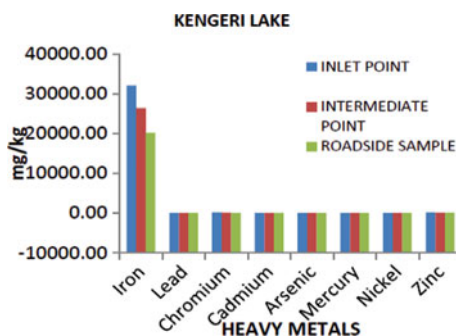 KENGERI LAKE
40000.00
30000.00
20000.00
10000.00
0.00
-10000.00
mg/kg
INLET POINT
INTERMEDIATE
POINT
ROADSIDE SAMPLE
Iron
Lead
Chromium
Cadmium
Arsenic
Mercury
Nickel
Zinc
HEAVY METALS